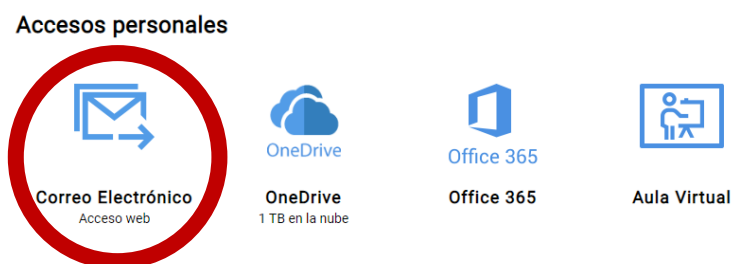 Accesos personales
OneDrive
Office 365
Correo Electrónico
Acceso web
OneDrive
1 TB en la nube
Office 365
Aula Virtual